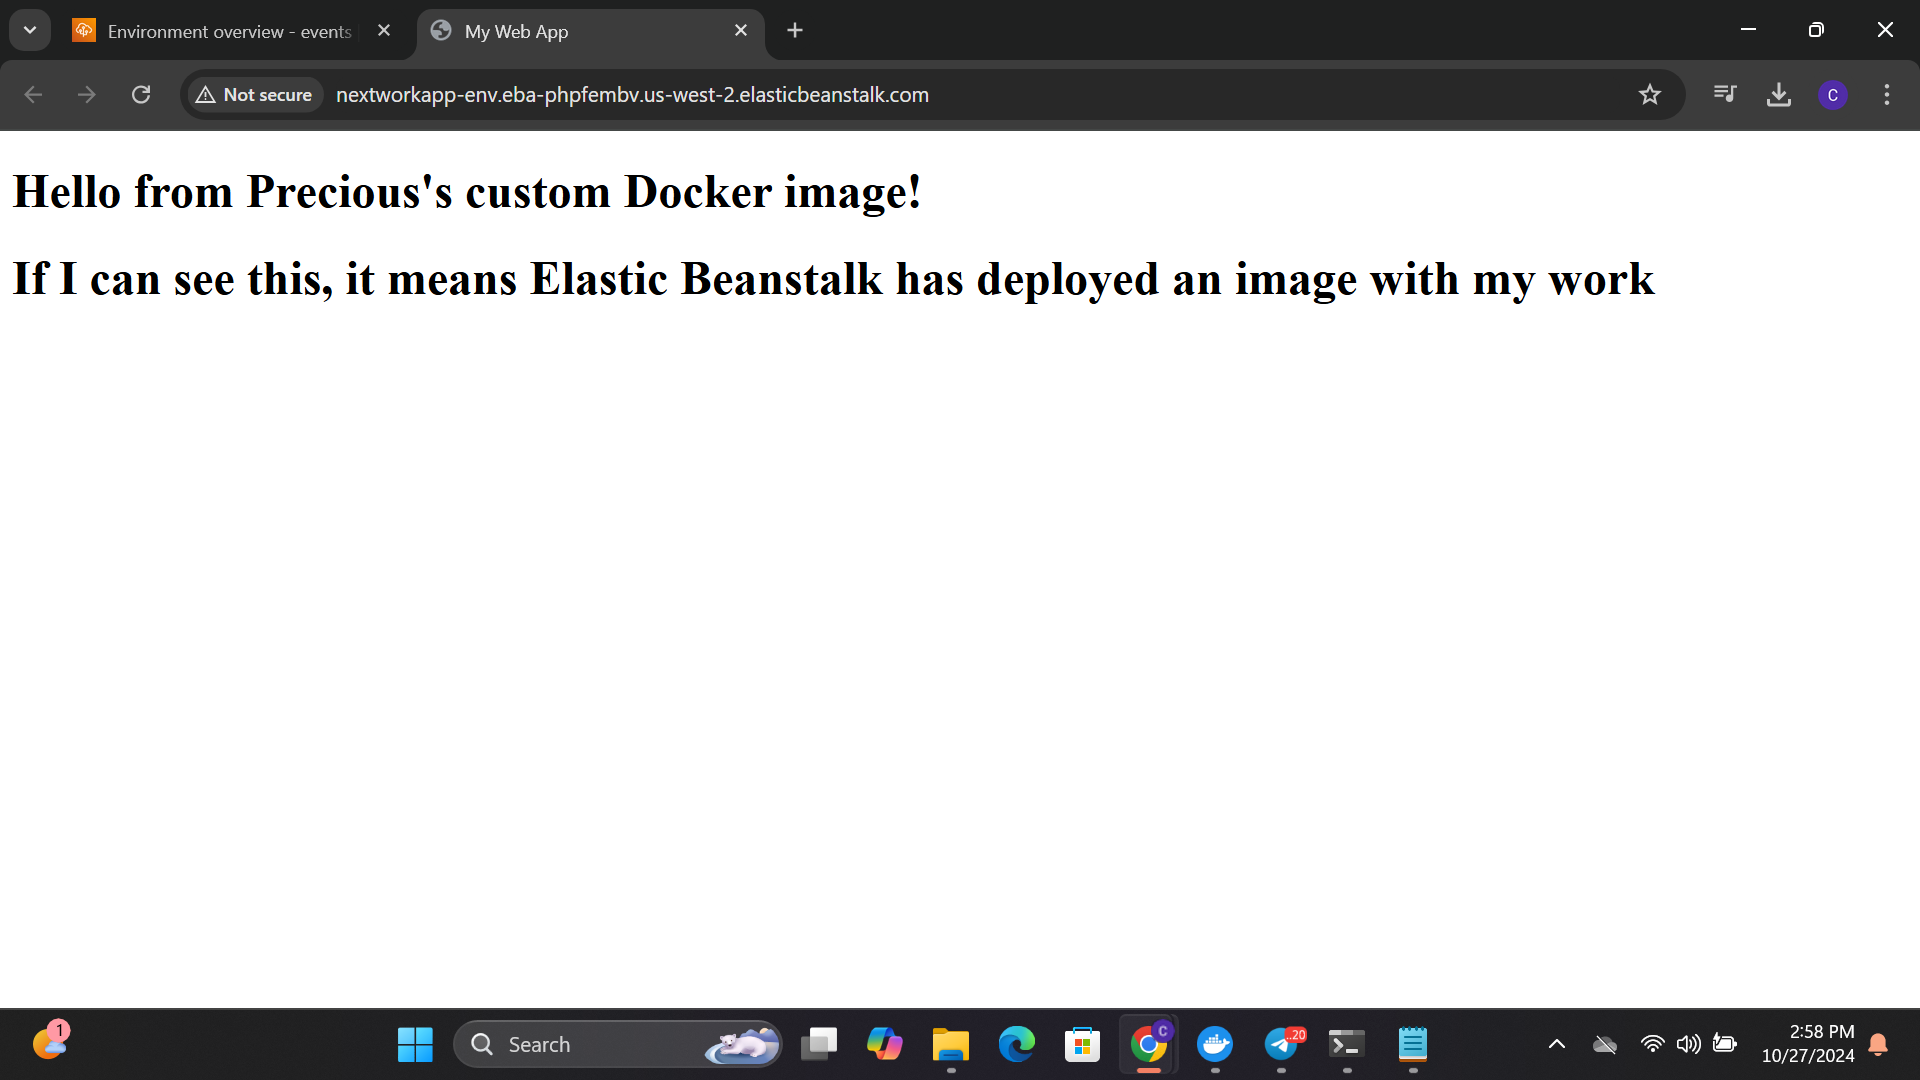 Environment overview - events
My Web App
Not secure
nextworkapp-env.eba-phpfembv.us-west-2.elasticbeanstalk.com
C
Hello from Precious's custom Docker image!
If I can see this, it means Elastic Beanstalk has deployed an image with my work
1
Search
C
..20
2:58 PM
10/27/2024